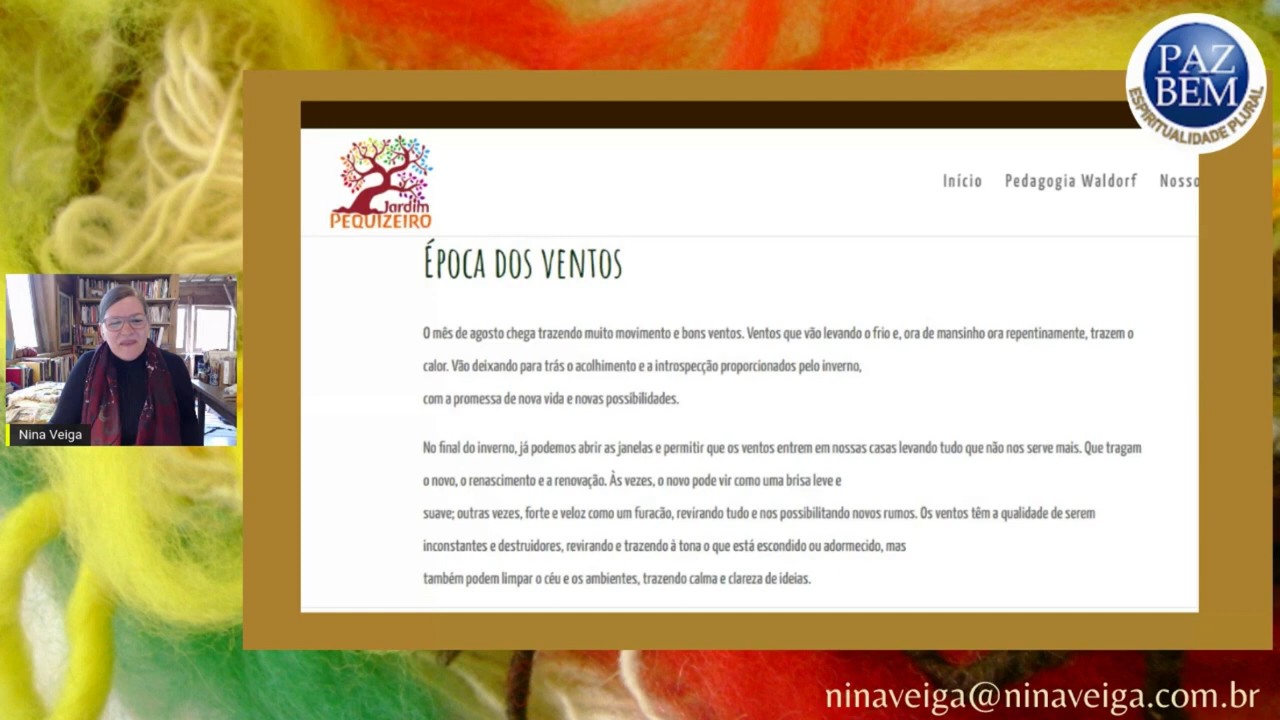 PAZ
BEM
ESPIRITUALIDADE PLURAL
Jardim
PEQUIZEIRO
Início Pedagogia Waldorf Nosso
Época dos ventos
O mês de agosto chega trazendo muito movimento e bons ventos. Ventos que vão levando o frio e, ora de mansinho ora repentinamente, trazem o
calor. Vão deixando para trás o acolhimento e a introspecção proporcionados pelo inverno,
com a promessa de nova vida e novas possibilidades.
No final do inverno, já podemos abrir as janelas e permitir que os ventos entrem em nossas casas levando tudo que não nos serve mais. Que tragam
o novo, o renascimento e a renovação. Às vezes, o novo pode vir como uma brisa leve e
suave; outras vezes, forte e veloz como um furacão, revirando tudo e nos possibilitando novos rumos. Os ventos têm a qualidade de serem
inconstantes e destruidores, revirando e trazendo à tona o que está escondido ou adormecido, mas
também podem limpar o céu e os ambientes, trazendo calma e clareza de ideias.
Nina Veiga
ninaveiga@ninaveiga.com.br